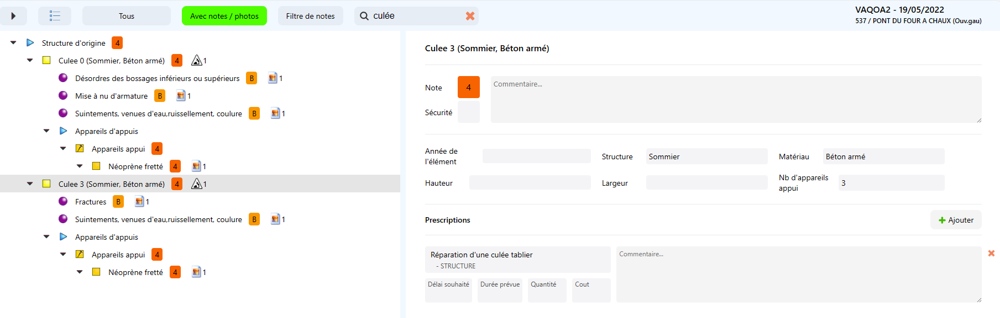 Tous
Avec notes / photos
Filtre de notes
culée
VAQOA2 - 19/05/2022
537 / PONT DU FOUR A CHAUX (Ouv.gau)
Structure d'origine 4
Culee 0 (Sommier, Béton armé) 4 1
Désordres des bossages inférieurs ou supérieurs B 1
Mise à nu d'armature B 1
Suintements, venues d'eau,ruissellement, coulure B 1
Appareils d'appuis
Appareils appui 4
Néoprène fretté 4 1
Culee 3 (Sommier, Béton armé) 4 1
Fractures B 1
Suintements, venues d'eau,ruissellement, coulure B 1
Appareils d'appuis
Appareils appui 4
Néoprène fretté 4 1
Culee 3 (Sommier, Béton armé)
Note 4 Commentaire...
Sécurité
Année de
l'élément
Structure Sommier
Matériau Béton armé
Hauteur
Largeur
Nb d'appareils
appui
3
Prescriptions
Ajouter
Réparation d'une culée tablier
- STRUCTURE
Commentaire...
Délai souhaité Durée prévue Quantité Cout